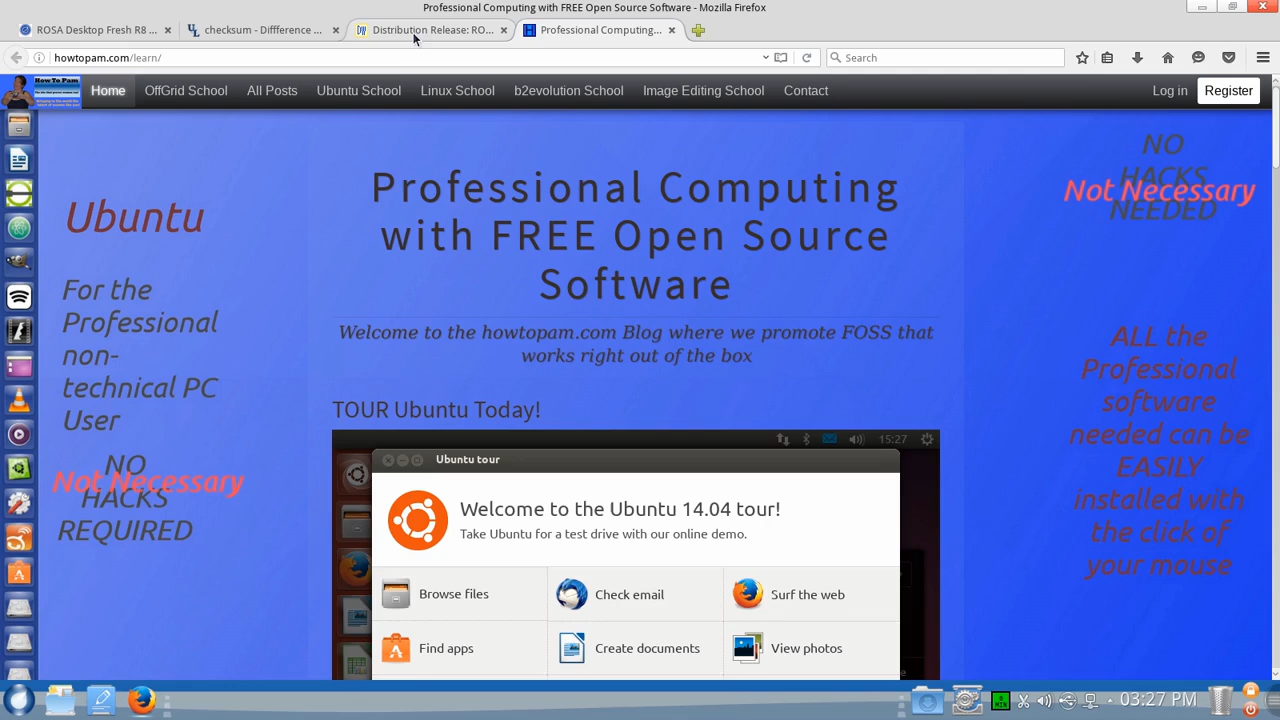 Professional Computing with FREE Open Source Software - Mozilla Firefox
ROSA Desktop Fresh R8 ...
checksum - Diffference ...
Distribution Release: RO...
Professional Computing...
howtopam.com/learn/
Search
How To Pam
Home
OffGrid School
All Posts
Ubuntu School
Linux School
b2evolution School
Image Editing School
Contact
Log in
Register
Ubuntu
For the
Professional
non-
technical PC
User
NO
Not Necessary
HACKS
REQUIRED
Professional Computing
with FREE Open Source
Software
Welcome to the howtopam.com Blog where we promote FOSS that
works right out of the box
TOUR Ubuntu Today!
15:27
Ubuntu tour
Welcome to the Ubuntu 14.04 tour!
Take Ubuntu for a test drive with our online demo.
Browse files
Check email
Surf the web
Find apps
Create documents
View photos
NO
HACKS
Not Necessary
NEEDED
ALL the
Professional
software
needed can be
EASILY
installed with
the click of
your mouse
03:27 PM